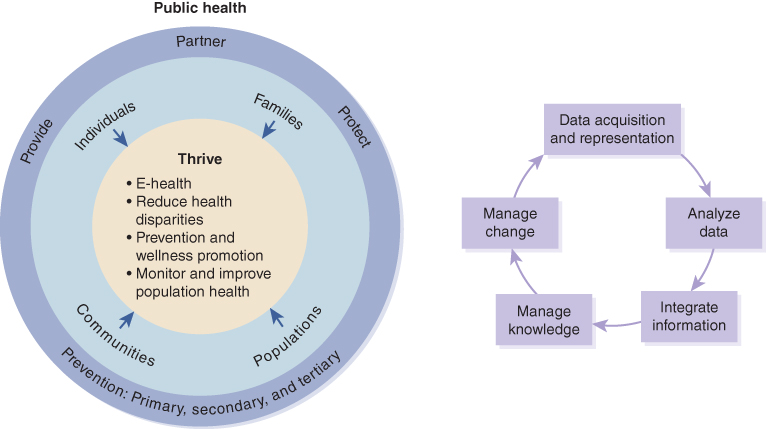 Public health
Partner
Provide
Protect
Individuals
Families
Thrive
• E-health
• Reduce health
disparities
• Prevention and
wellness promotion
• Monitor and improve
population health
Communities
Populations
Prevention: Primary, secondary, and tertiary
Data acquisition
and representation
Analyze
data
Integrate
information
Manage
knowledge
Manage
change